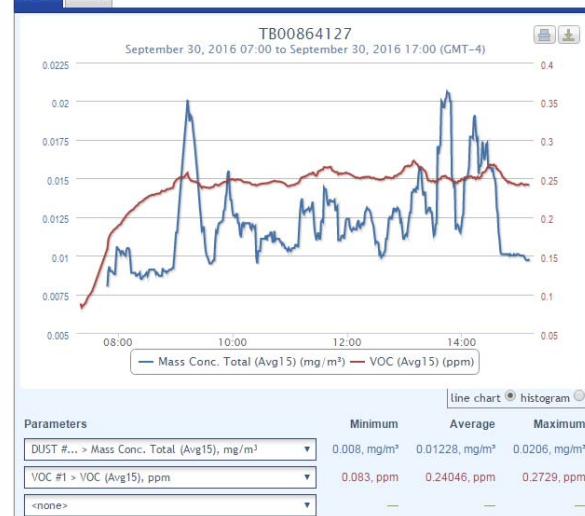 TB00864127
September 30, 2016 07:00 to September 30, 2016 17:00 (GMT-4)
0.0225 0.4
0.02 0.35
0.0175 0.3
0.015 0.25
0.0125 0.2
0.01 0.15
0.0075 0.1
0.005 0.05
08:00 10:00 12:00 14:00
Mass Conc. Total (Avg15) (mg/m³) VOC (Avg15) (ppm)
line chart histogram
Parameters Minimum Average Maximum
DUST #... > Mass Conc. Total (Avg15), mg/m³ 0.008, mg/m³ 0.01228, mg/m³ 0.0206, mg/m³
VOC #1 > VOC (Avg15), ppm 0.083, ppm 0.24046, ppm 0.2729, ppm
<none> — — —